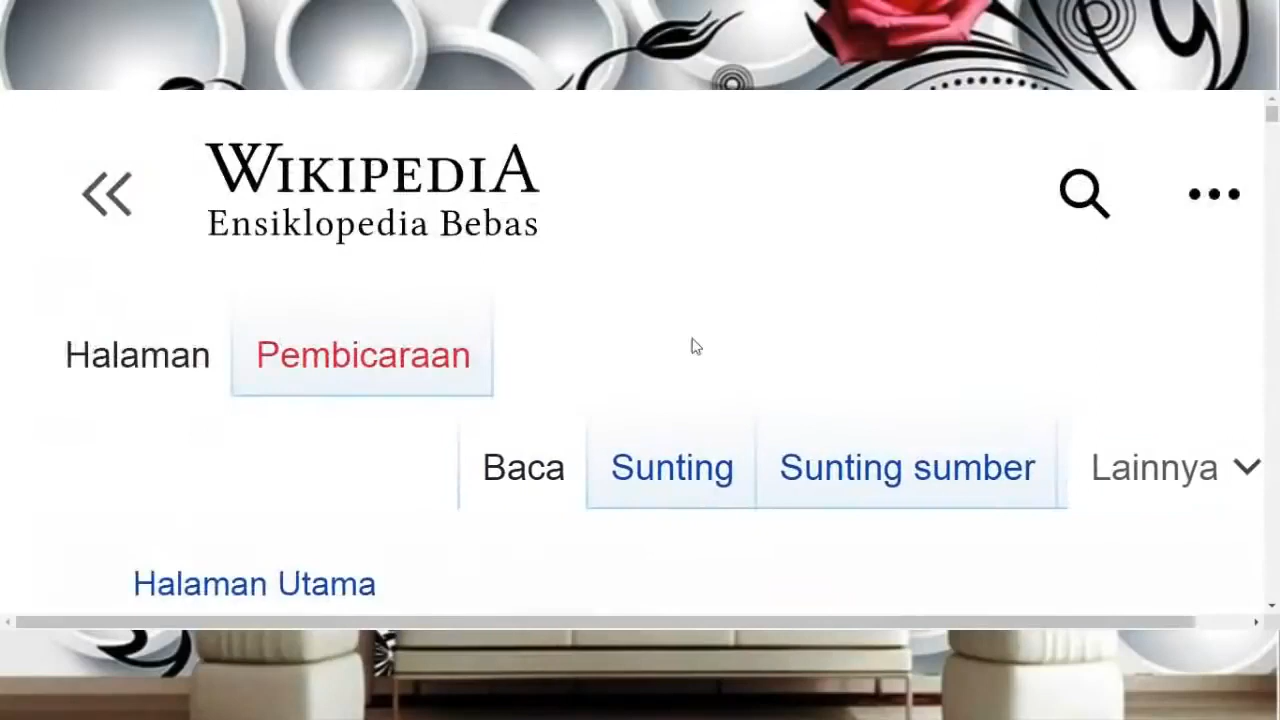 WIKIPEDIA
Ensiklopedia Bebas
Halaman Pembicaraan
Baca Sunting Sunting sumber Lainnya
Halaman Utama